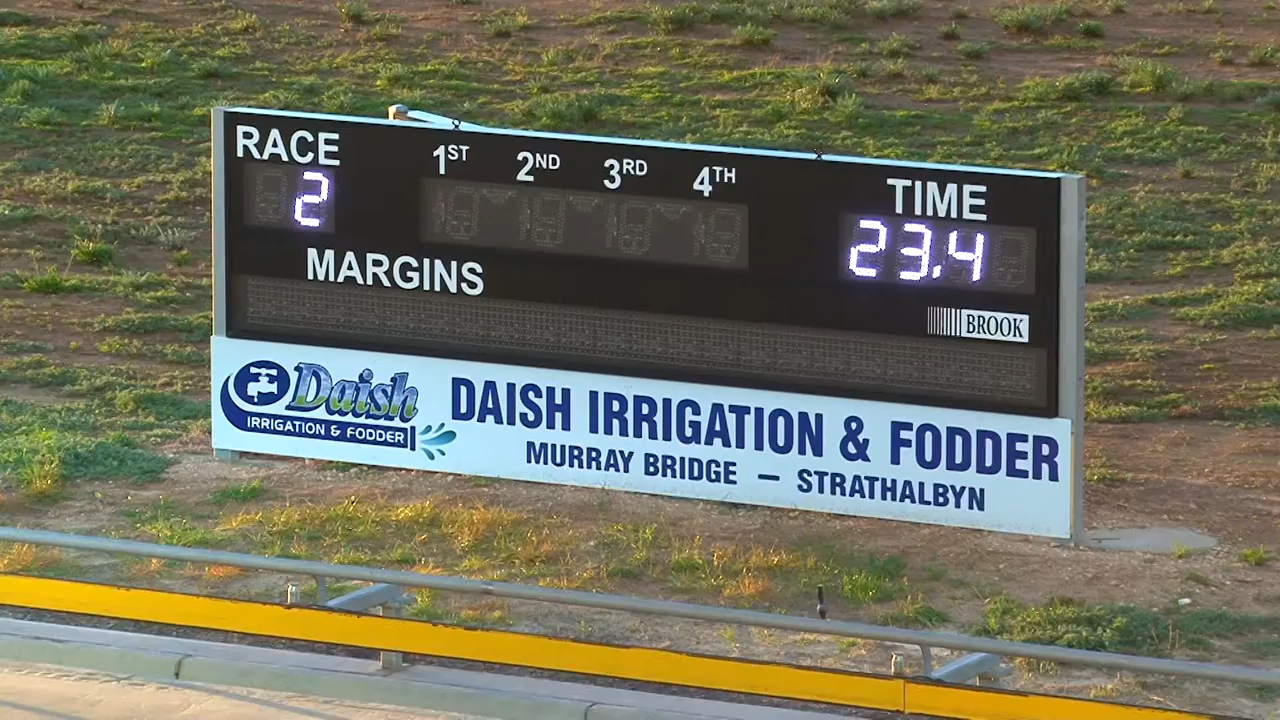 RACE 1ST 2ND 3RD 4TH TIME
2 23.4
MARGINS
BROOK
Daish
IRRIGATION & FODDER
DAISH IRRIGATION & FODDER
MURRAY BRIDGE — STRATHALBYN